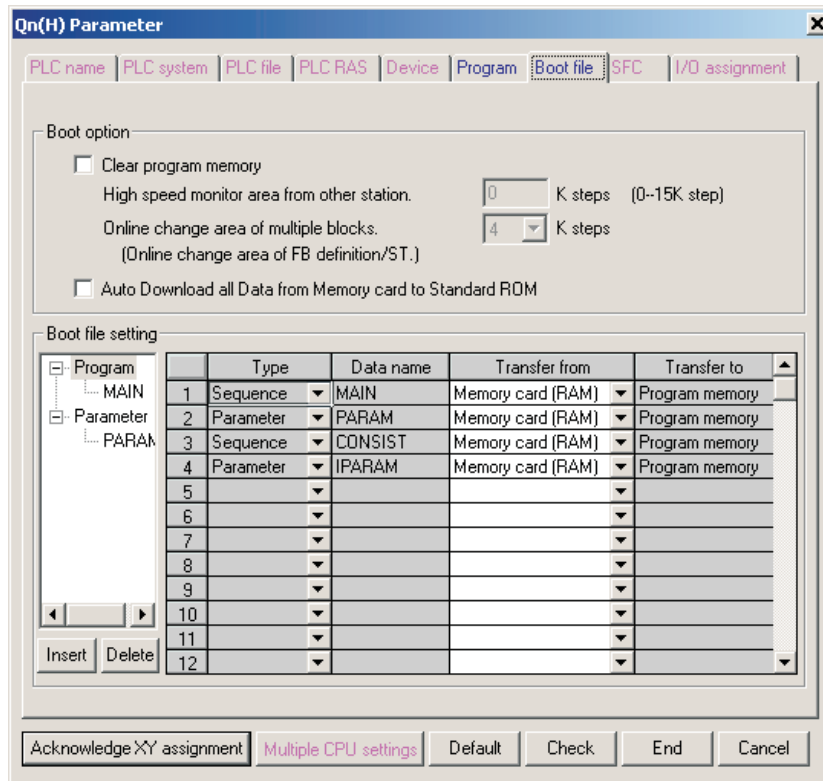 Qn(H) Parameter
PLC name PLC system PLC file PLC RAS Device Program Boot file SFC I/O assignment
Boot option
Clear program memory
High speed monitor area from other station. 0 K steps (0--15K step)
Online change area of multiple blocks. 4 K steps
(Online change area of FB definition/ST.)
Auto Download all Data from Memory card to Standard ROM
Boot file setting
Program
MAIN
Parameter
PARAM
Type Data name Transfer from Transfer to
1 Sequence MAIN Memory card (RAM) Program memory
2 Parameter PARAM Memory card (RAM) Program memory
3 Sequence CONSIST Memory card (RAM) Program memory
4 Parameter IPARAM Memory card (RAM) Program memory
5
6
7
8
9
10
11
12
Insert Delete
Acknowledge XY assignment Multiple CPU settings Default Check End Cancel